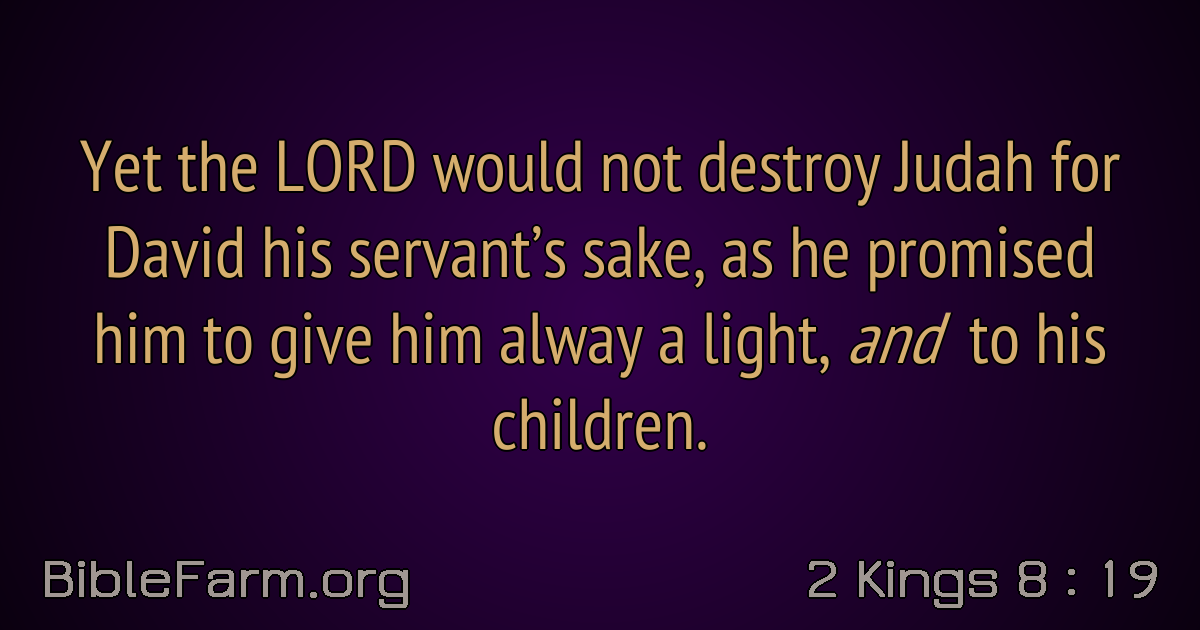 Yet the LORD would not destroy Judah for
David his servant’s sake, as he promised
him to give him alway a light, and to his
children.
BibleFarm.org
2 Kings 8 : 19